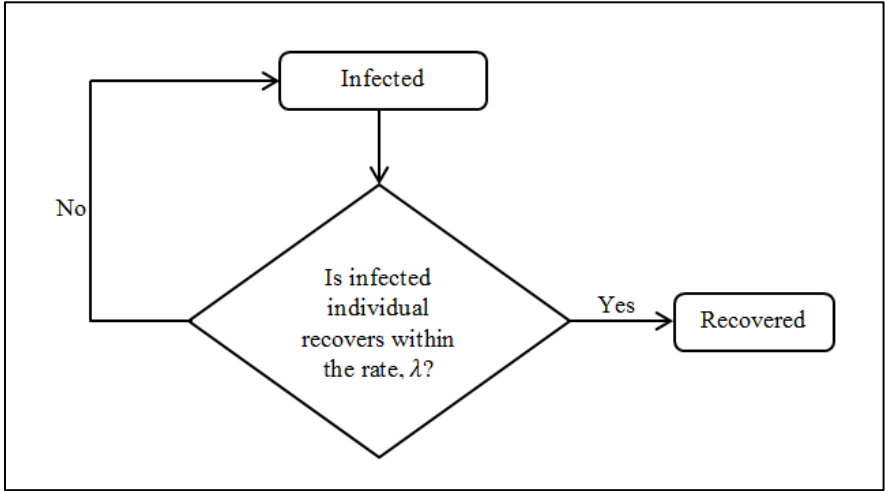 Infected
No
Is infected
individual
recovers within
the rate, λ?
Yes
Recovered